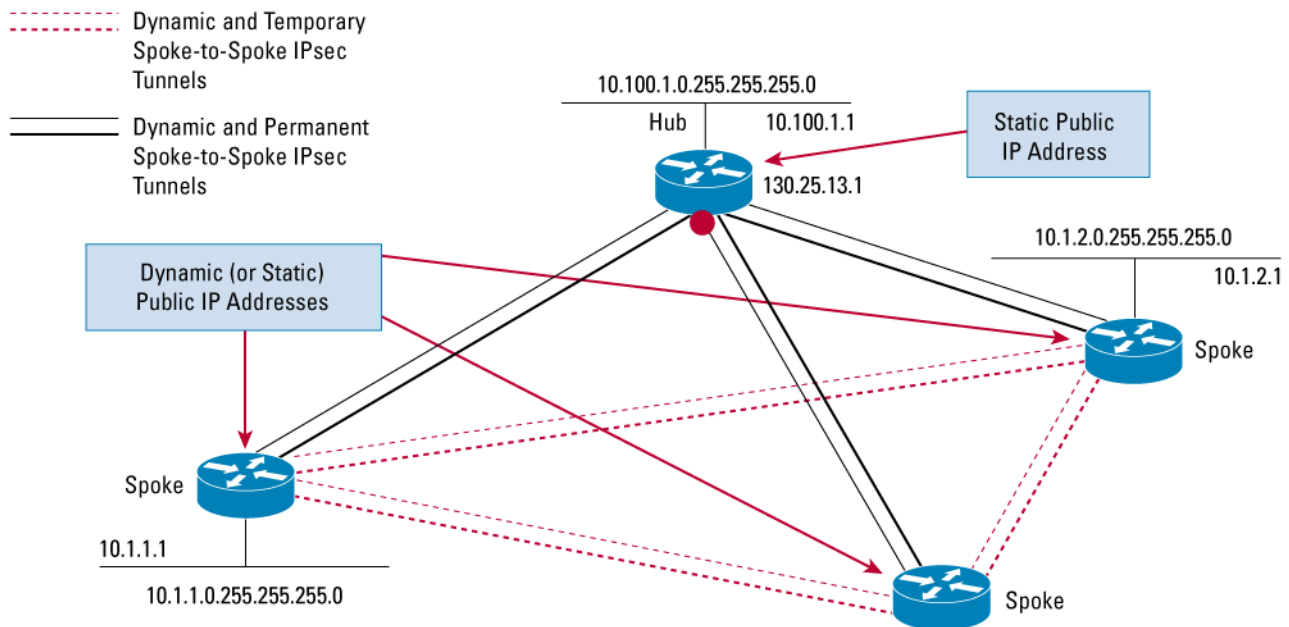 Dynamic and Temporary
Spoke-to-Spoke IPsec
Tunnels
Dynamic and Permanent
Spoke-to-Spoke IPsec
Tunnels
10.100.1.0.255.255.255.0
Hub
10.100.1.1
130.25.13.1
Static Public
IP Address
Dynamic (or Static)
Public IP Addresses
10.1.2.0.255.255.255.0
10.1.2.1
Spoke
Spoke
10.1.1.1
10.1.1.0.255.255.255.0
Spoke